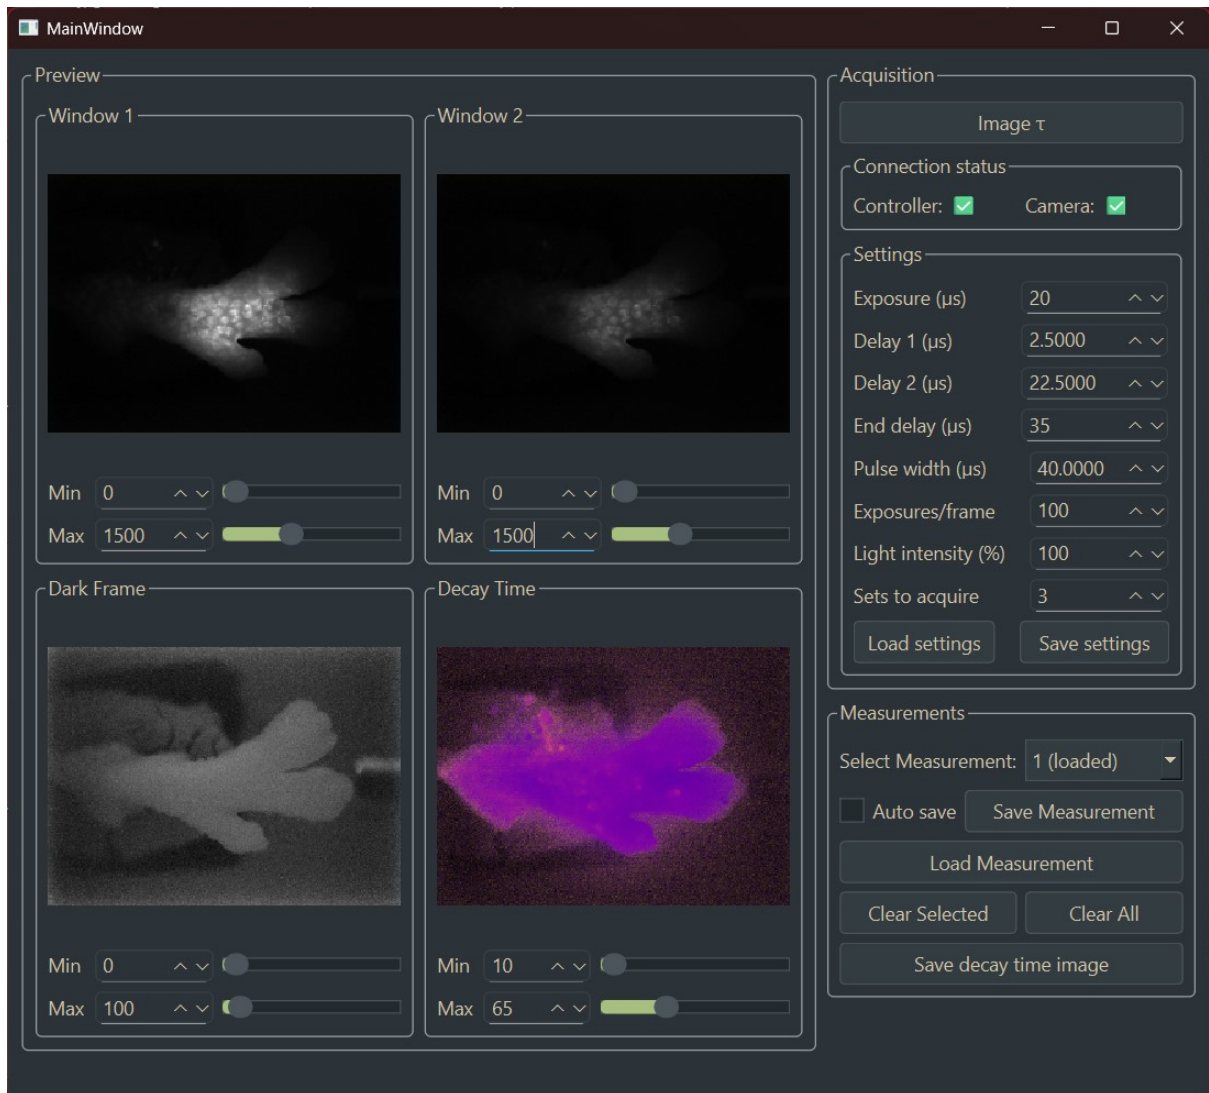 MainWindow
Preview
Window 1
Min 0
Max 1500
Window 2
Min 0
Max 1500
Dark Frame
Min 0
Max 100
Decay Time
Min 10
Max 65
Acquisition
Image τ
Connection status
Controller: Camera:
Settings
Exposure (µs) 20
Delay 1 (µs) 2.5000
Delay 2 (µs) 22.5000
End delay (µs) 35
Pulse width (µs) 40.0000
Exposures/frame 100
Light intensity (%) 100
Sets to acquire 3
Load settings Save settings
Measurements
Select Measurement: 1 (loaded)
Auto save Save Measurement
Load Measurement
Clear Selected Clear All
Save decay time image